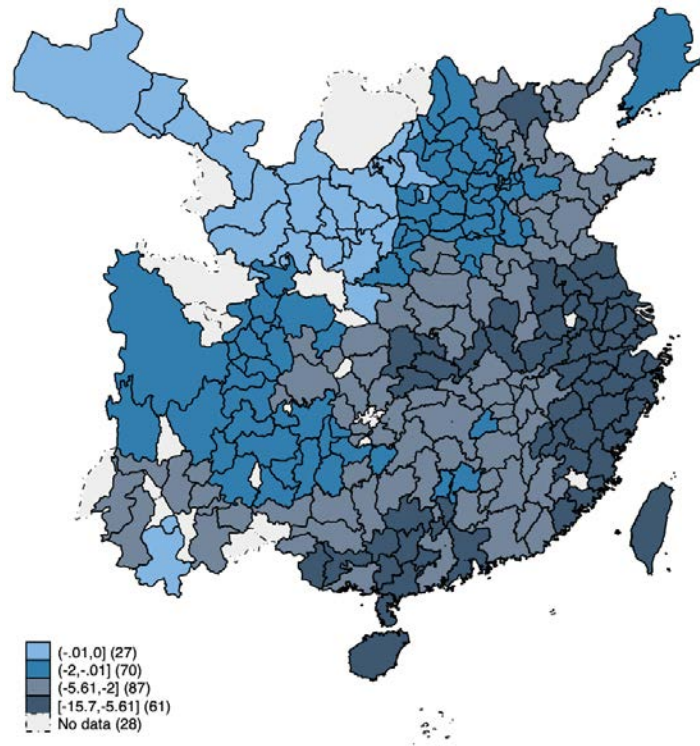 (-.01,0] (27)
(-2,-.01] (70)
(-5.61,-2] (87)
[-15.7,-5.61] (61)
No data (28)